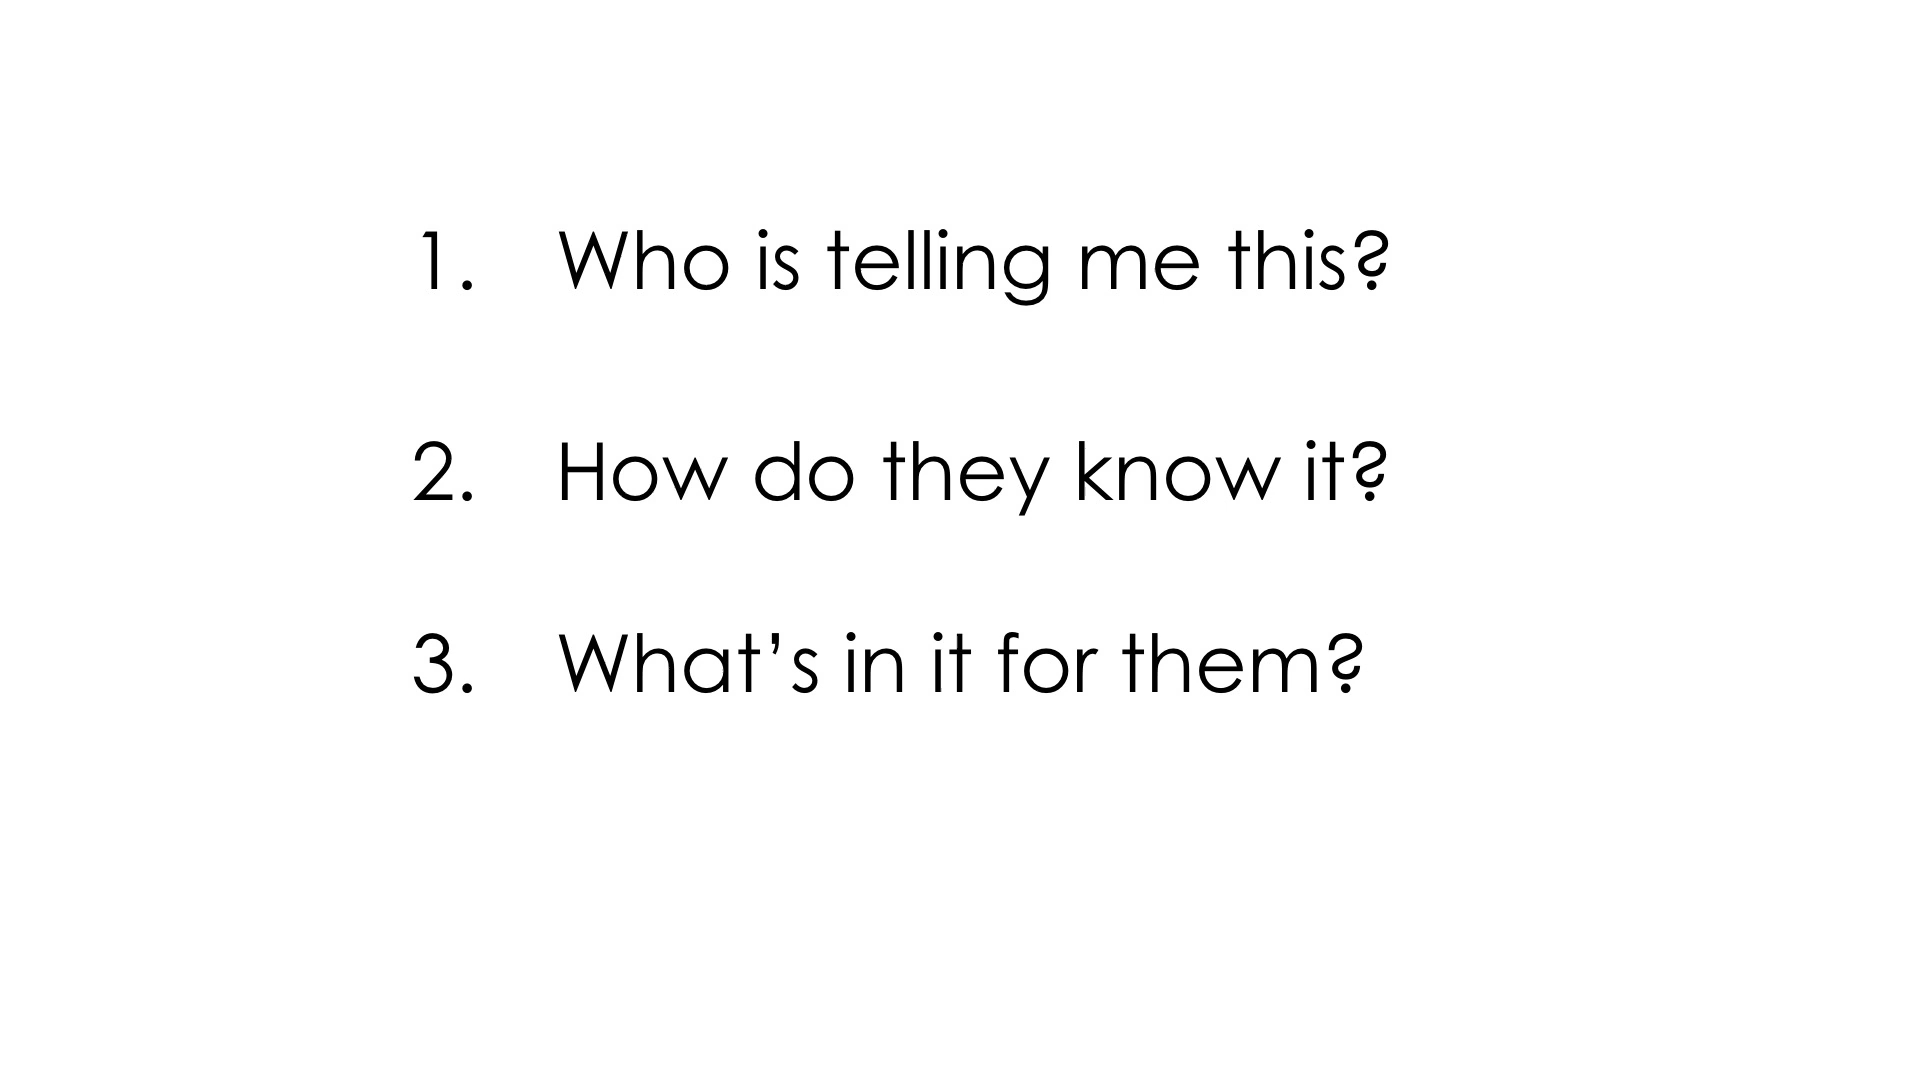 1. Who is telling me this?
2. How do they know it?
3. What’s in it for them?